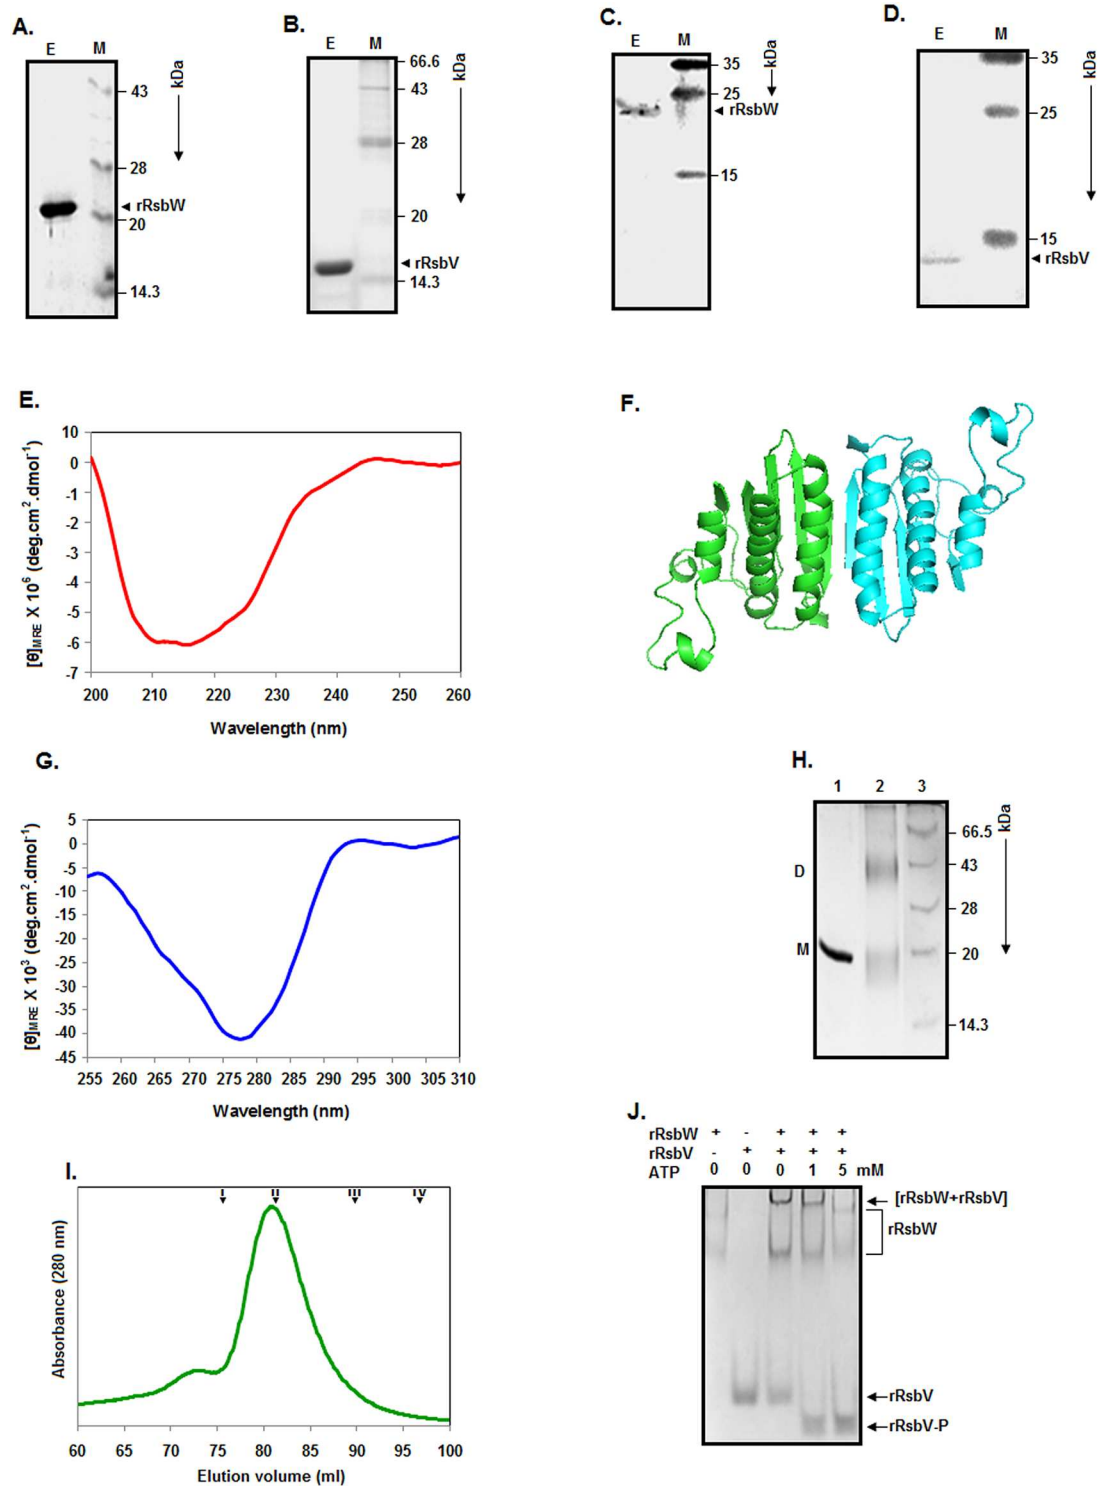 A.
E M
kDa
43
28
rRsbW
20
14.3
B.
E M
kDa
66.6
43
28
20
rRsbV
14.3
C.
E M
kDa
35
25
rRsbW
15
D.
E M
kDa
35
25
15
rRsbV
E.
[θ]MRE X 10⁶ (deg.cm².dmol⁻¹)
10
0
-1
-2
-3
-4
-5
-6
-7
200 210 220 230 240 250 260
Wavelength (nm)
F.
G.
[θ]MRE X 10³ (deg.cm².dmol⁻¹)
5
0
-5
-10
-15
-20
-25
-30
-35
-40
-45
255 260 265 270 275 280 285 290 295 300 305 310
Wavelength (nm)
H.
1 2 3
kDa
66.5
43
D
28
M
20
14.3
I.
I II III IV
Absorbance (280 nm)
60 65 70 75 80 85 90 95 100
Elution volume (ml)
J.
rRsbW + - + + +
rRsbV - + + + +
ATP 0 0 0 1 5 mM
[rRsbW+rRsbV]
rRsbW
rRsbV
rRsbV-P